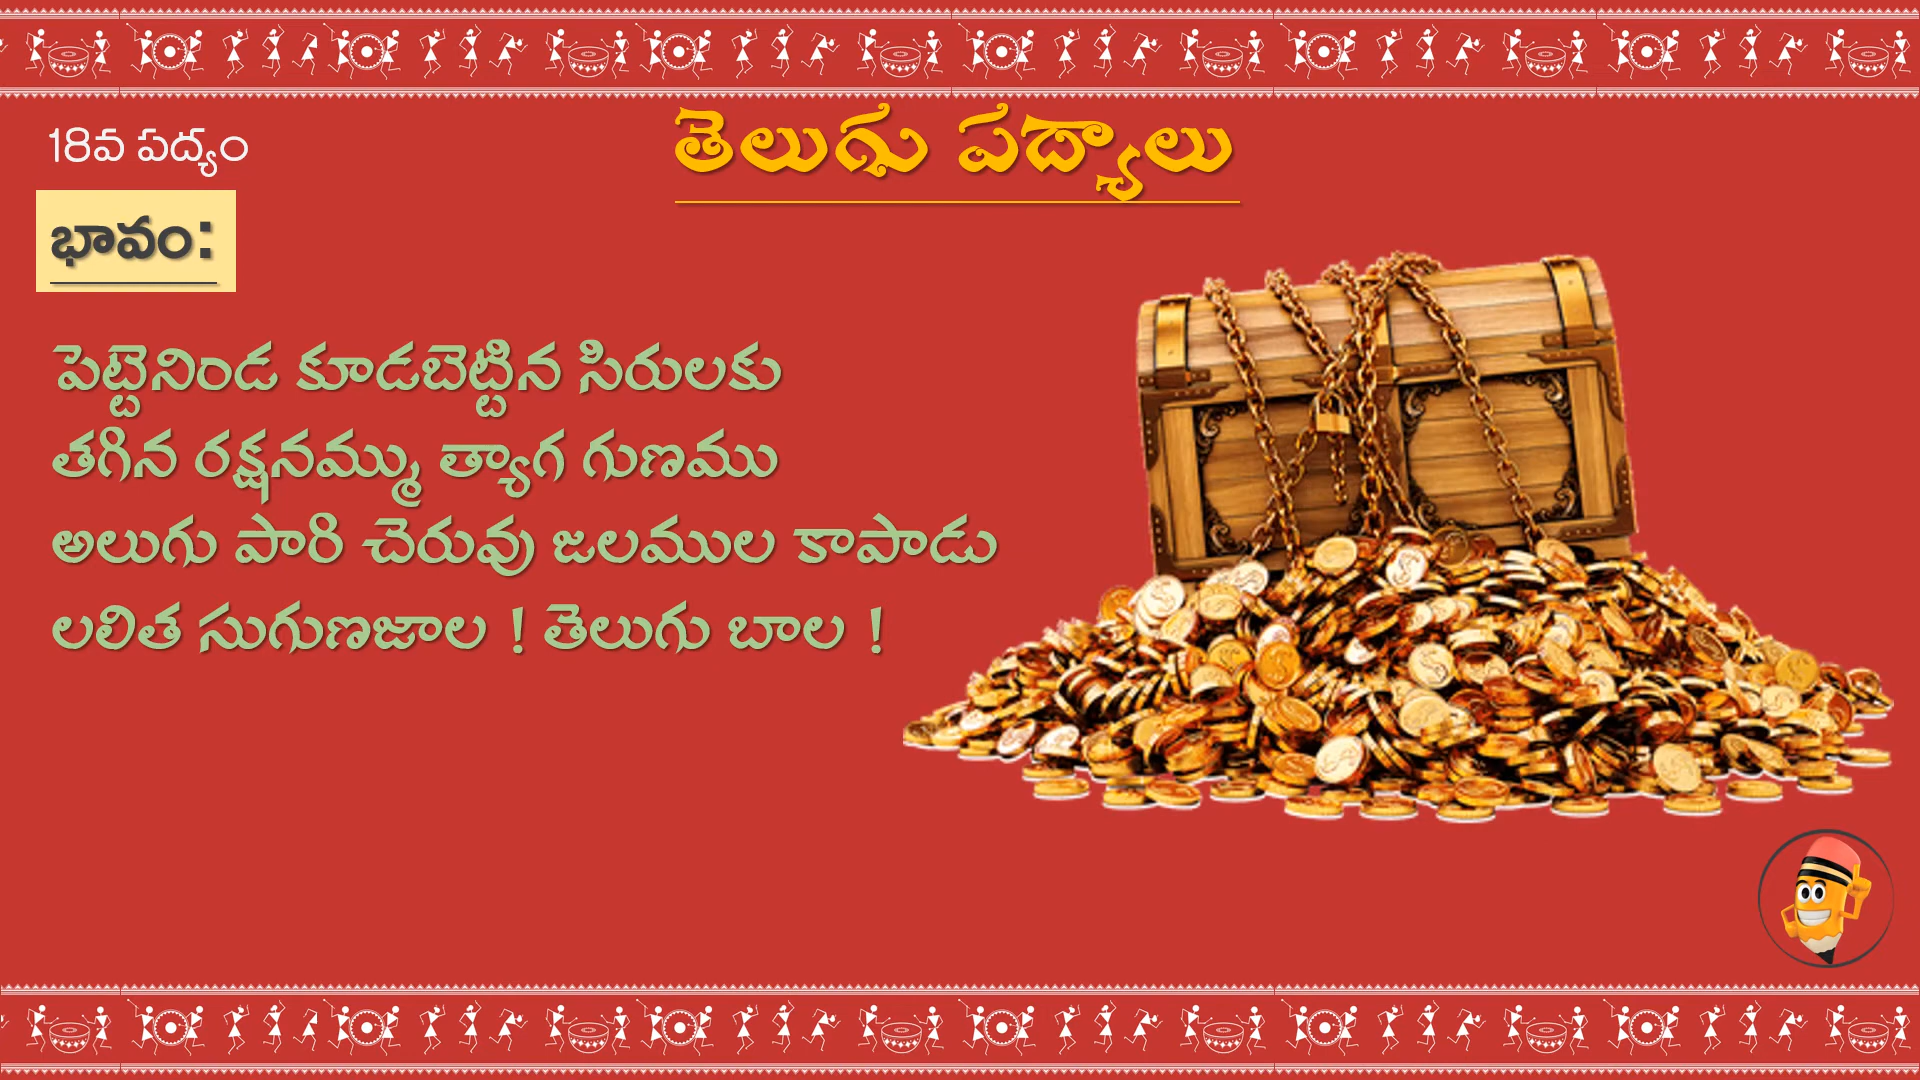 తెలుగు పద్యాలు
18వ పద్యం
భావం:
పెట్టెనిండ కూడబెట్టిన సిరులకు
తగిన రక్షనమ్ము త్యాగ గుణము
అలుగు పారి చెరువు జలముల కాపాడు
లలిత సుగుణజాల ! తెలుగు బాల !